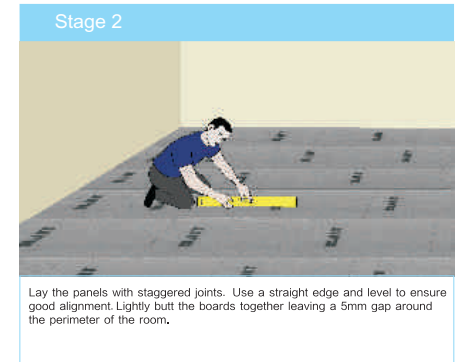 Stage 2
Lay the panels with staggered joints. Use a straight edge and level to ensure
good alignment. Lightly butt the boards together leaving a 5mm gap around
the perimeter of the room.